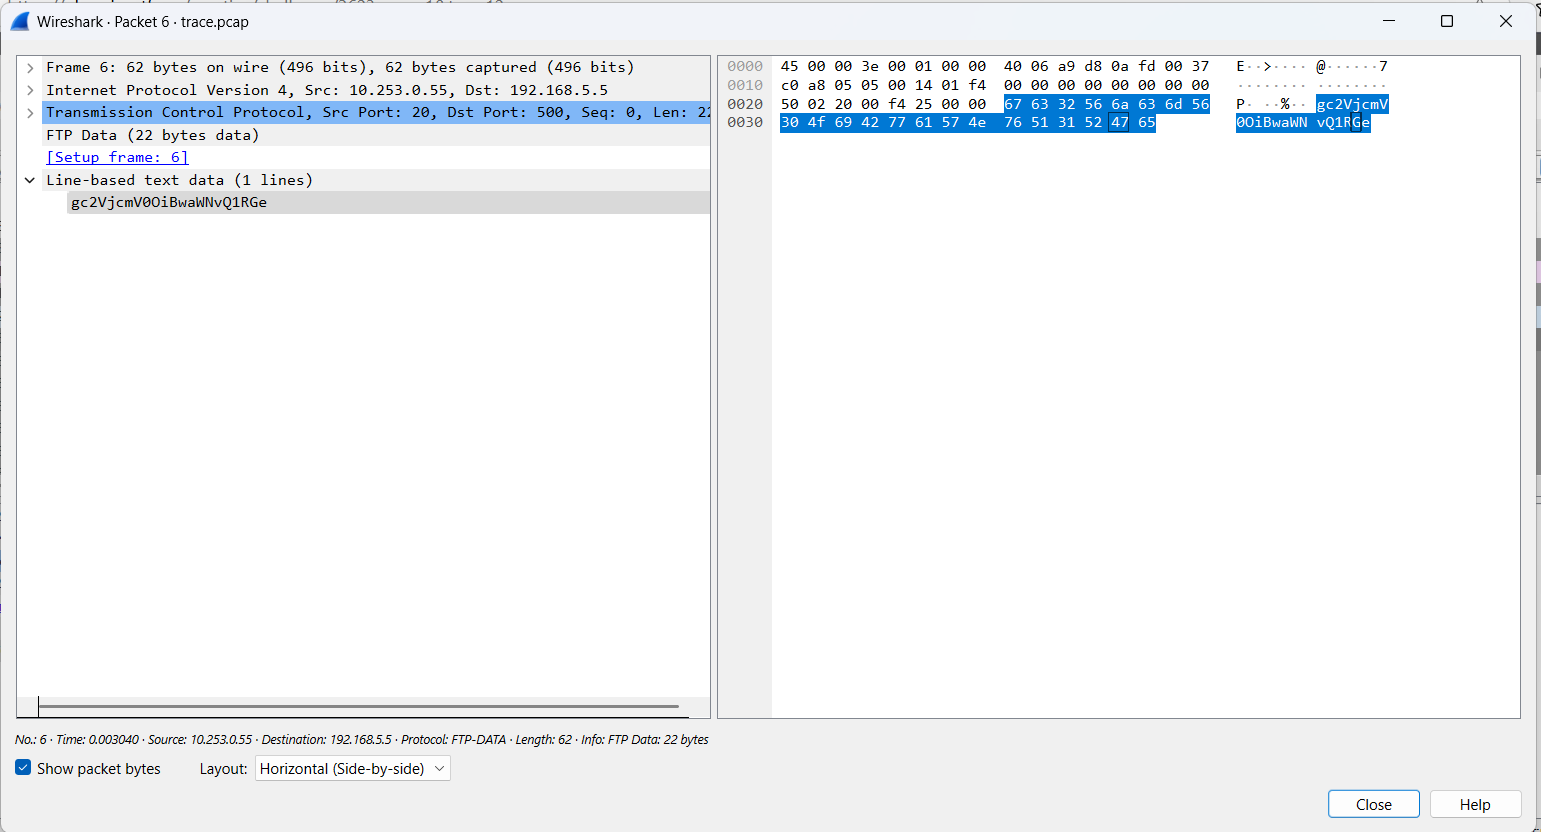 Wireshark · Packet 6 · trace.pcap
Frame 6: 62 bytes on wire (496 bits), 62 bytes captured (496 bits)
Internet Protocol Version 4, Src: 10.253.0.55, Dst: 192.168.5.5
Transmission Control Protocol, Src Port: 20, Dst Port: 500, Seq: 0, Len: 22
FTP Data (22 bytes data)
[Setup frame: 6]
Line-based text data (1 lines)
gc2VjcmV0OiBwaWNvQ1RGe
0000 45 00 00 3e 00 01 00 00 40 06 a9 d8 0a fd 00 37 E··>···· @······7
0010 c0 a8 05 05 00 14 01 f4 00 00 00 00 00 00 00 00 ········ ········
0020 50 02 20 00 f4 25 00 00 67 63 32 56 6a 63 6d 56 P· ··%·· gc2VjcmV
0030 30 4f 69 42 77 61 57 4e 76 51 31 52 47 65 0OiBwaWN vQ1RGe
No.: 6 · Time: 0.003040 · Source: 10.253.0.55 · Destination: 192.168.5.5 · Protocol: FTP-DATA · Length: 62 · Info: FTP Data: 22 bytes
Show packet bytes Layout: Horizontal (Side-by-side)
Close Help